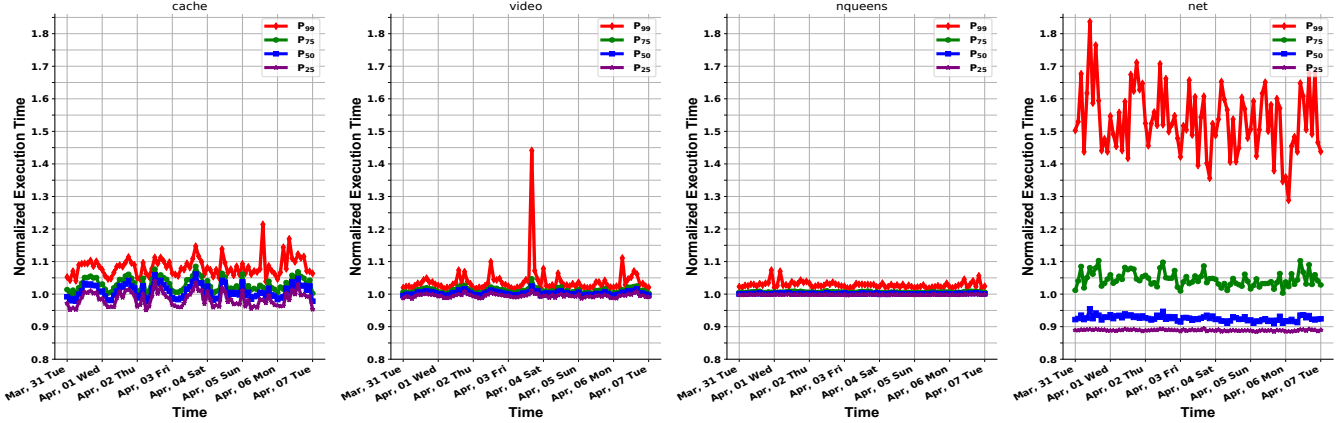 cache
Normalized Execution Time
1.8
1.7
1.6
1.5
1.4
1.3
1.2
1.1
1.0
0.9
0.8
P99
P75
P50
P25
Mar, 31 Tue
Apr, 01 Wed
Apr, 02 Thu
Apr, 03 Fri
Apr, 04 Sat
Apr, 05 Sun
Apr, 06 Mon
Apr, 07 Tue
Time
video
Normalized Execution Time
1.8
1.7
1.6
1.5
1.4
1.3
1.2
1.1
1.0
0.9
0.8
P99
P75
P50
P25
Mar, 31 Tue
Apr, 01 Wed
Apr, 02 Thu
Apr, 03 Fri
Apr, 04 Sat
Apr, 05 Sun
Apr, 06 Mon
Apr, 07 Tue
Time
nqueens
Normalized Execution Time
1.8
1.7
1.6
1.5
1.4
1.3
1.2
1.1
1.0
0.9
0.8
P99
P75
P50
P25
Mar, 31 Tue
Apr, 01 Wed
Apr, 02 Thu
Apr, 03 Fri
Apr, 04 Sat
Apr, 05 Sun
Apr, 06 Mon
Apr, 07 Tue
Time
net
Normalized Execution Time
1.8
1.7
1.6
1.5
1.4
1.3
1.2
1.1
1.0
0.9
0.8
P99
P75
P50
P25
Mar, 31 Tue
Apr, 01 Wed
Apr, 02 Thu
Apr, 03 Fri
Apr, 04 Sat
Apr, 05 Sun
Apr, 06 Mon
Apr, 07 Tue
Time